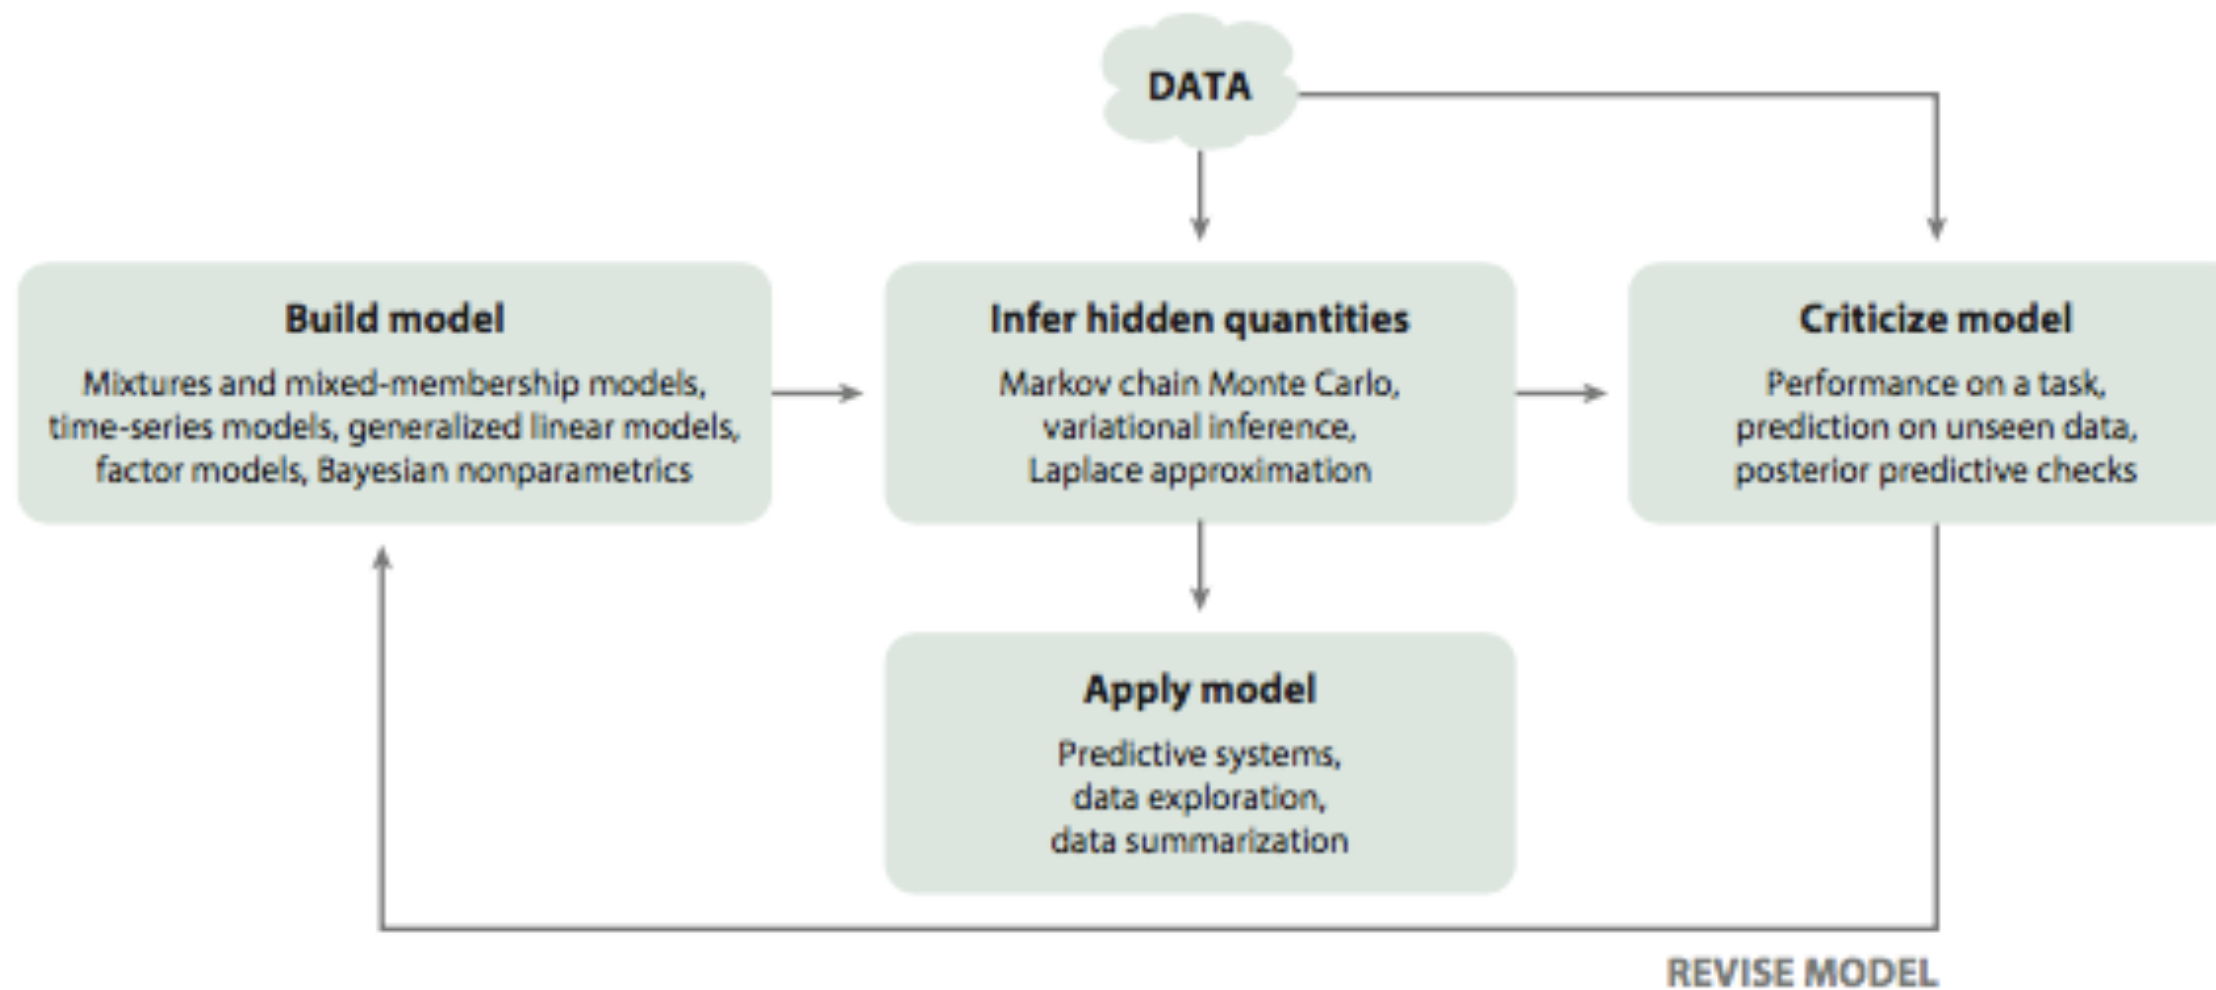 DATA
Build model
Mixtures and mixed-membership models,
time-series models, generalized linear models,
factor models, Bayesian nonparametrics
Infer hidden quantities
Markov chain Monte Carlo,
variational inference,
Laplace approximation
Criticize model
Performance on a task,
prediction on unseen data,
posterior predictive checks
Apply model
Predictive systems,
data exploration,
data summarization
REVISE MODEL